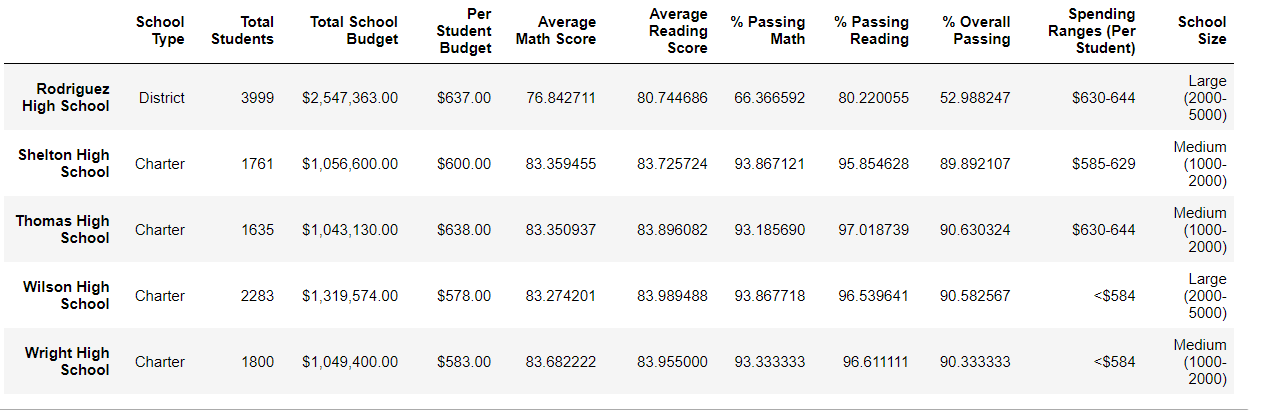 School Type	Total Students	Total School Budget	Per Student Budget	Average Math Score	Average Reading Score	% Passing Math	% Passing Reading	% Overall Passing	Spending Ranges (Per Student)	School Size
Rodriguez High School	District	3999	$2,547,363.00	$637.00	76.842711	80.744686	66.366592	80.220055	52.988247	$630-644	Large (2000-5000)
Shelton High School	Charter	1761	$1,056,600.00	$600.00	83.359455	83.725724	93.867121	95.854628	89.892107	$585-629	Medium (1000-2000)
Thomas High School	Charter	1635	$1,043,130.00	$638.00	83.350937	83.896082	93.185690	97.018739	90.630324	$630-644	Medium (1000-2000)
Wilson High School	Charter	2283	$1,319,574.00	$578.00	83.274201	83.989488	93.867718	96.539641	90.582567	<$584	Large (2000-5000)
Wright High School	Charter	1800	$1,049,400.00	$583.00	83.682222	83.955000	93.333333	96.611111	90.333333	<$584	Medium (1000-2000)